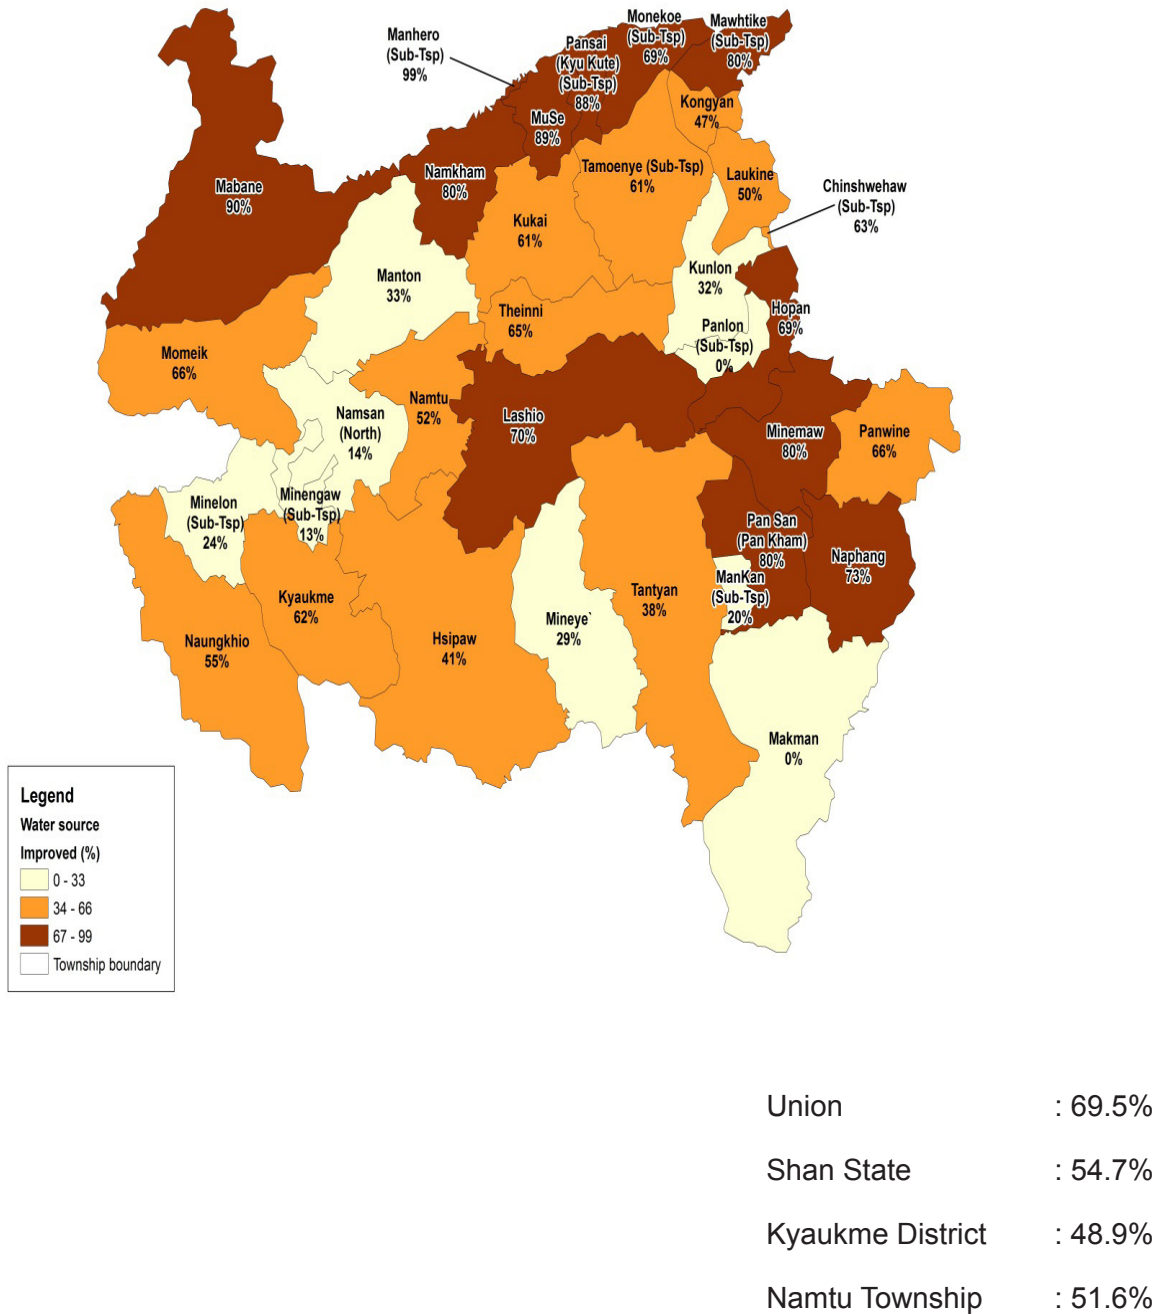 Manhero
(Sub-Tsp)
99%
Pansai
(Kyu Kute)
(Sub-Tsp)
88%
Monekoe
(Sub-Tsp)
69%
Mawhtike
(Sub-Tsp)
80%
Kongyan
47%
MuSe
89%
Mabane
90%
Namkham
80%
Tamoenye (Sub-Tsp)
61%
Laukine
50%
Chinshwehaw
(Sub-Tsp)
63%
Kukai
61%
Manton
33%
Kunlon
32%
Theinni
65%
Hopan
69%
Panlon
(Sub-Tsp)
0%
Momeik
66%
Namtu
52%
Namsan
(North)
14%
Lashio
70%
Minemaw
80%
Panwine
66%
Minelon
(Sub-Tsp)
24%
Minengaw
(Sub-Tsp)
13%
Pan San
(Pan Kham)
80%
Naphang
73%
ManKan
(Sub-Tsp)
20%
Kyaukme
62%
Tantyan
38%
Mineye`
29%
Naungkhio
55%
Hsipaw
41%
Makman
0%
Legend
Water source
Improved (%)
0 - 33
34 - 66
67 - 99
Township boundary
Union : 69.5%
Shan State : 54.7%
Kyaukme District : 48.9%
Namtu Township : 51.6%